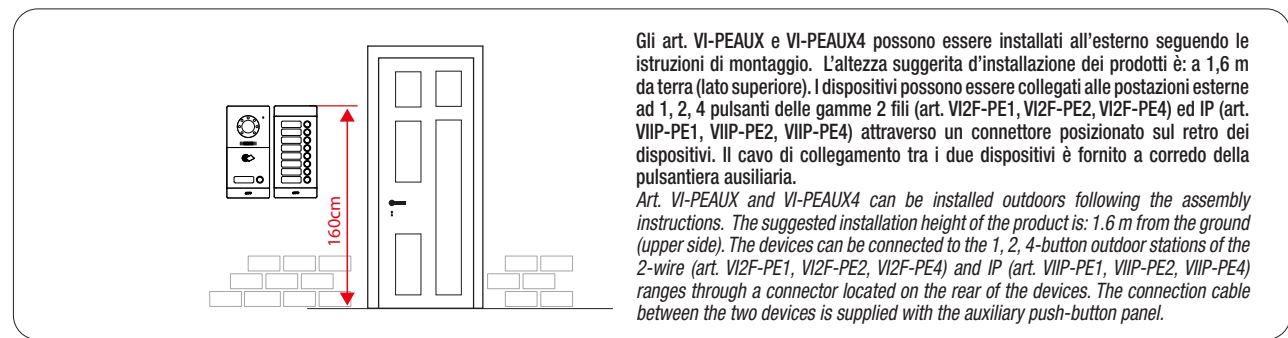 160cm
Gli art. VI-PEAUX e VI-PEAUX4 possono essere installati all’esterno seguendo le
istruzioni di montaggio. L’altezza suggerita d’installazione dei prodotti è: a 1,6 m
da terra (lato superiore). I dispositivi possono essere collegati alle postazioni esterne
ad 1, 2, 4 pulsanti delle gamme 2 fili (art. VI2F-PE1, VI2F-PE2, VI2F-PE4) ed IP (art.
VIIP-PE1, VIIP-PE2, VIIP-PE4) attraverso un connettore posizionato sul retro dei
dispositivi. Il cavo di collegamento tra i due dispositivi è fornito a corredo della
pulsantiera ausiliaria.
Art. VI-PEAUX and VI-PEAUX4 can be installed outdoors following the assembly
instructions. The suggested installation height of the product is: 1.6 m from the ground
(upper side). The devices can be connected to the 1, 2, 4-button outdoor stations of the
2-wire (art. VI2F-PE1, VI2F-PE2, VI2F-PE4) and IP (art. VIIP-PE1, VIIP-PE2, VIIP-PE4)
ranges through a connector located on the rear of the devices. The connection cable
between the two devices is supplied with the auxiliary push-button panel.